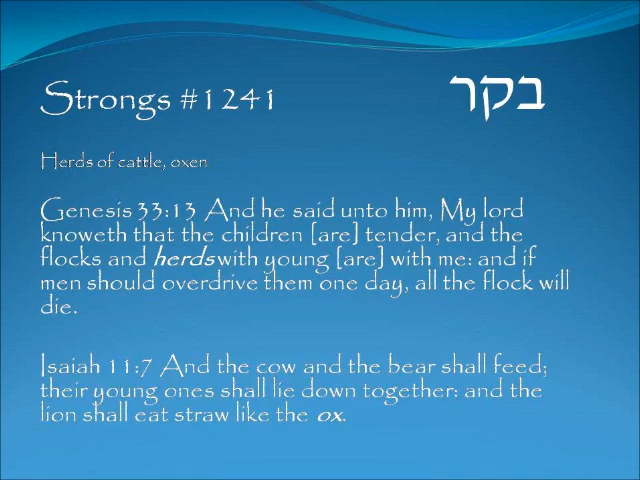 Strongs #1241 בקר
Herds of cattle, oxen
Genesis 33:13 And he said unto him, My lord
knoweth that the children [are] tender, and the
flocks and herds with young [are] with me: and if
men should overdrive them one day, all the flock will
die.
Isaiah 11:7 And the cow and the bear shall feed;
their young ones shall lie down together: and the
lion shall eat straw like the ox.